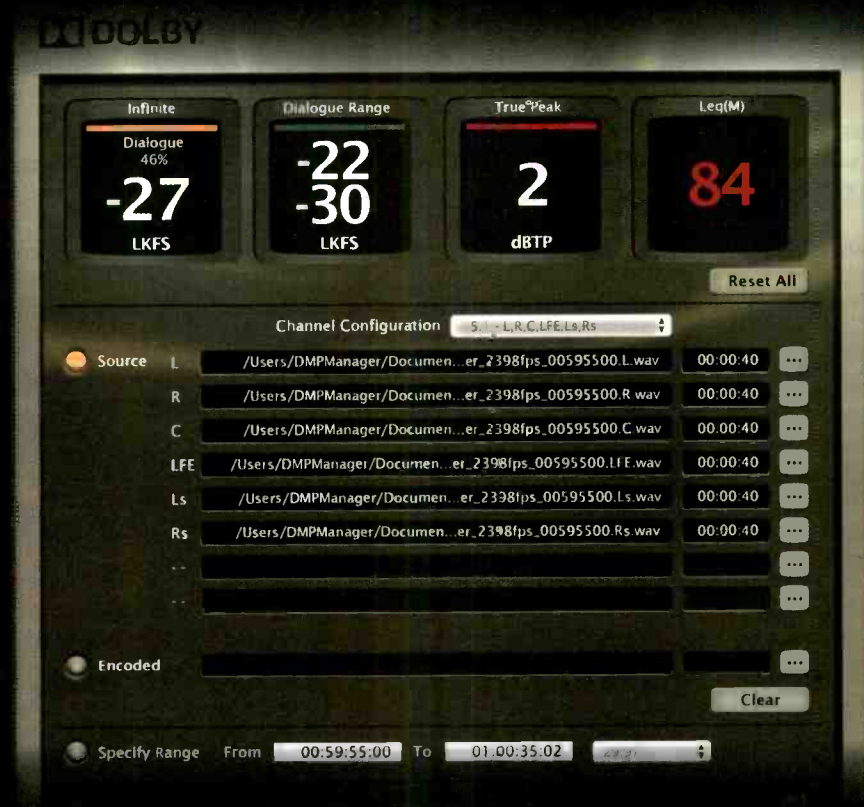 DOLBY
Infinite Dialogue Range True Peak Leq(M)
Dialogue
46%
-27
LKFS
-22
-30
LKFS
2
dBTP
84
Reset All
Channel Configuration 5.1 - L,R,C,LFE,Ls,Rs
Source L /Users/DMPManager/Documen...er_2398fps_00595500.L.wav 00:00:40 ...
R /Users/DMPManager/Documen...er_2398fps_00595500.R.wav 00:00:40 ...
C /Users/DMPManager/Documen...er_2398fps_00595500.C.wav 00:00:40 ...
LFE /Users/DMPManager/Documen...er_2398fps_00595500.LFE.wav 00:00:40 ...
Ls /Users/DMPManager/Documen...er_2398fps_00595500.Ls.wav 00:00:40 ...
Rs /Users/DMPManager/Documen...er_2398fps_00595500.Rs.wav 00:00:40 ...
-- ...
-- ...
Encoded ...
Clear
Specify Range From 00:59:55:00 To 01:00:35:02